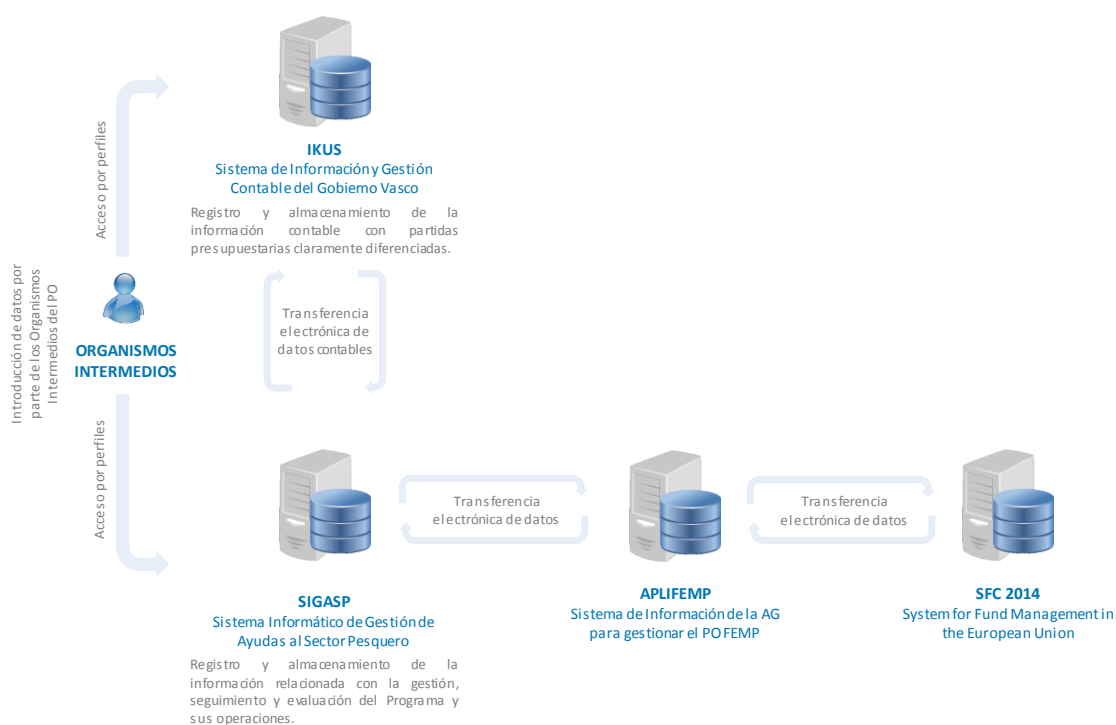 IKUS
Sistema de Información y Gestión
Contable del Gobierno Vasco
Registro y almacenamiento de la
información contable con partidas
presupuestarias claramente diferenciadas.
Acceso por perfiles
Introducción de datos por
parte de los Organismos
Intermedios del PO
ORGANISMOS
INTERMEDIOS
Transferencia
electrónica de
datos contables
Acceso por perfiles
Transferencia
electrónica de datos
Transferencia
electrónica de datos
SIGASP
Sistema Informático de Gestión de
Ayudas al Sector Pesquero
Registro y almacenamiento de la
información relacionada con la gestión,
seguimiento y evaluación del Programa y
sus operaciones.
APLIFEMP
Sistema de Información de la AG
para gestionar el PO FEMP
SFC 2014
System for Fund Management in
the European Union